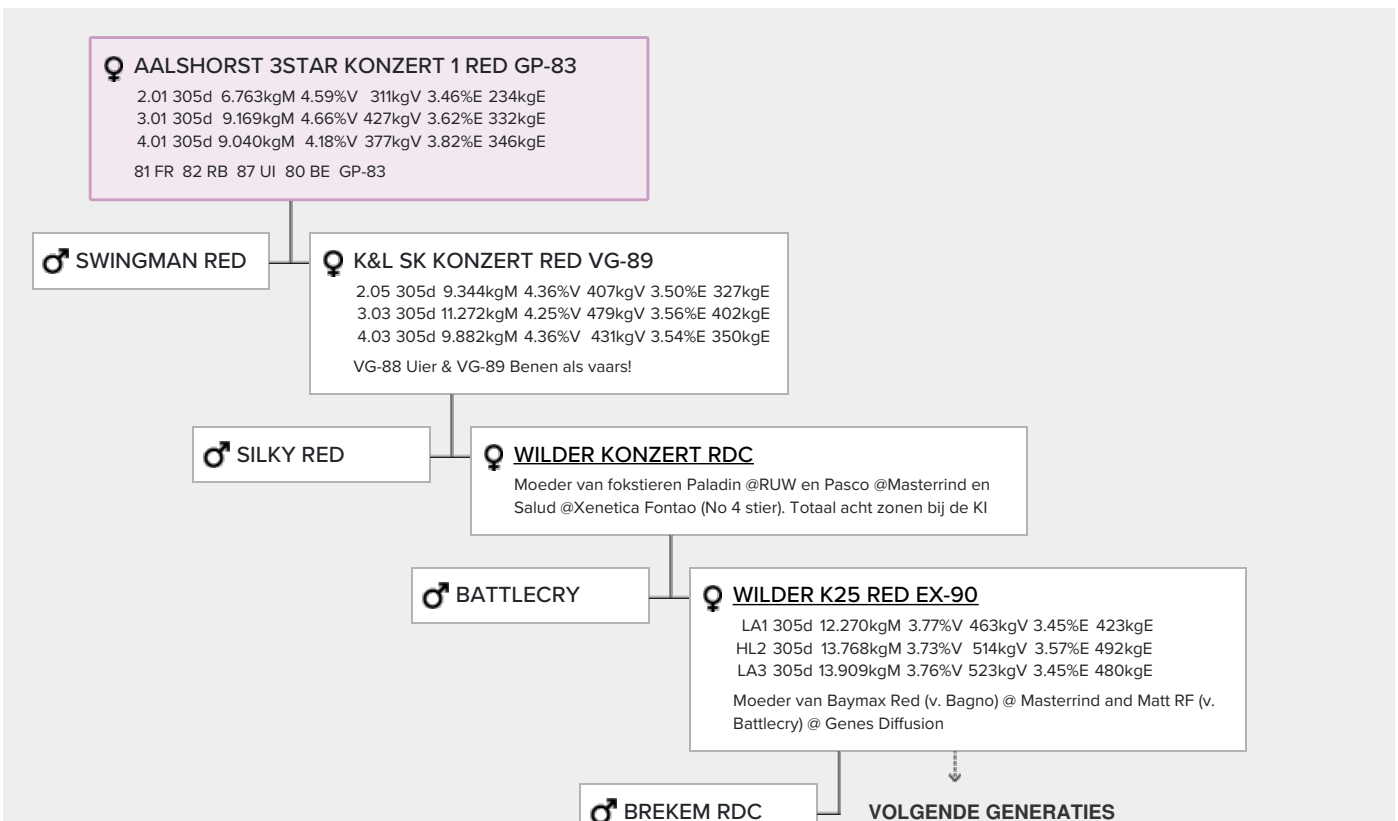 ♀ AALSHORST 3STAR KONZERT 1 RED GP-83
2.01 305d 6.763kgM 4.59%V 311kgV 3.46%E 234kgE
3.01 305d 9.169kgM 4.66%V 427kgV 3.62%E 332kgE
4.01 305d 9.040kgM 4.18%V 377kgV 3.82%E 346kgE
81 FR 82 RB 87 UI 80 BE GP-83
♂ SWINGMAN RED
♀ K&L SK KONZERT RED VG-89
2.05 305d 9.344kgM 4.36%V 407kgV 3.50%E 327kgE
3.03 305d 11.272kgM 4.25%V 479kgV 3.56%E 402kgE
4.03 305d 9.882kgM 4.36%V 431kgV 3.54%E 350kgE
VG-88 Uier & VG-89 Benen als vaars!
♂ SILKY RED
♀ WILDER KONZERT RDC
Moeder van fokstieren Paladin @RUW en Pasco @Masterrind en
Salud @Xenetica Fontao (No 4 stier). Totaal acht zonen bij de KI
♂ BATTLECRY
♀ WILDER K25 RED EX-90
LA1 305d 12.270kgM 3.77%V 463kgV 3.45%E 423kgE
HL2 305d 13.768kgM 3.73%V 514kgV 3.57%E 492kgE
LA3 305d 13.909kgM 3.76%V 523kgV 3.45%E 480kgE
Moeder van Baymax Red (v. Bagno) @ Masterrind and Matt RF (v.
Battlecry) @ Genes Diffusion
♂ BREKEM RDC
VOLGENDE GENERATIES